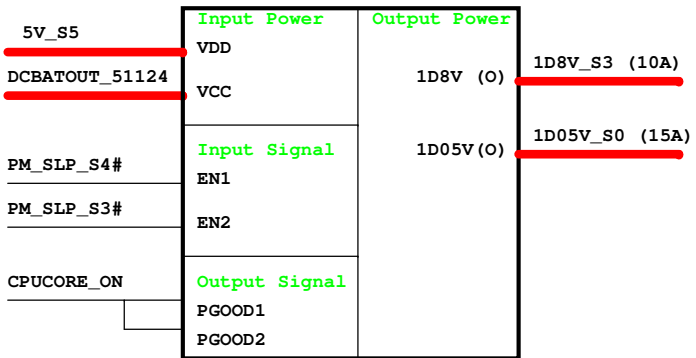 5V_S5
DCBATOUT_51124
PM_SLP_S4#
PM_SLP_S3#
CPUCORE_ON
Input Power
VDD
VCC
Input Signal
EN1
EN2
Output Signal
PGOOD1
PGOOD2
Output Power
1D8V (O)
1D05V(O)
1D8V_S3 (10A)
1D05V_S0 (15A)